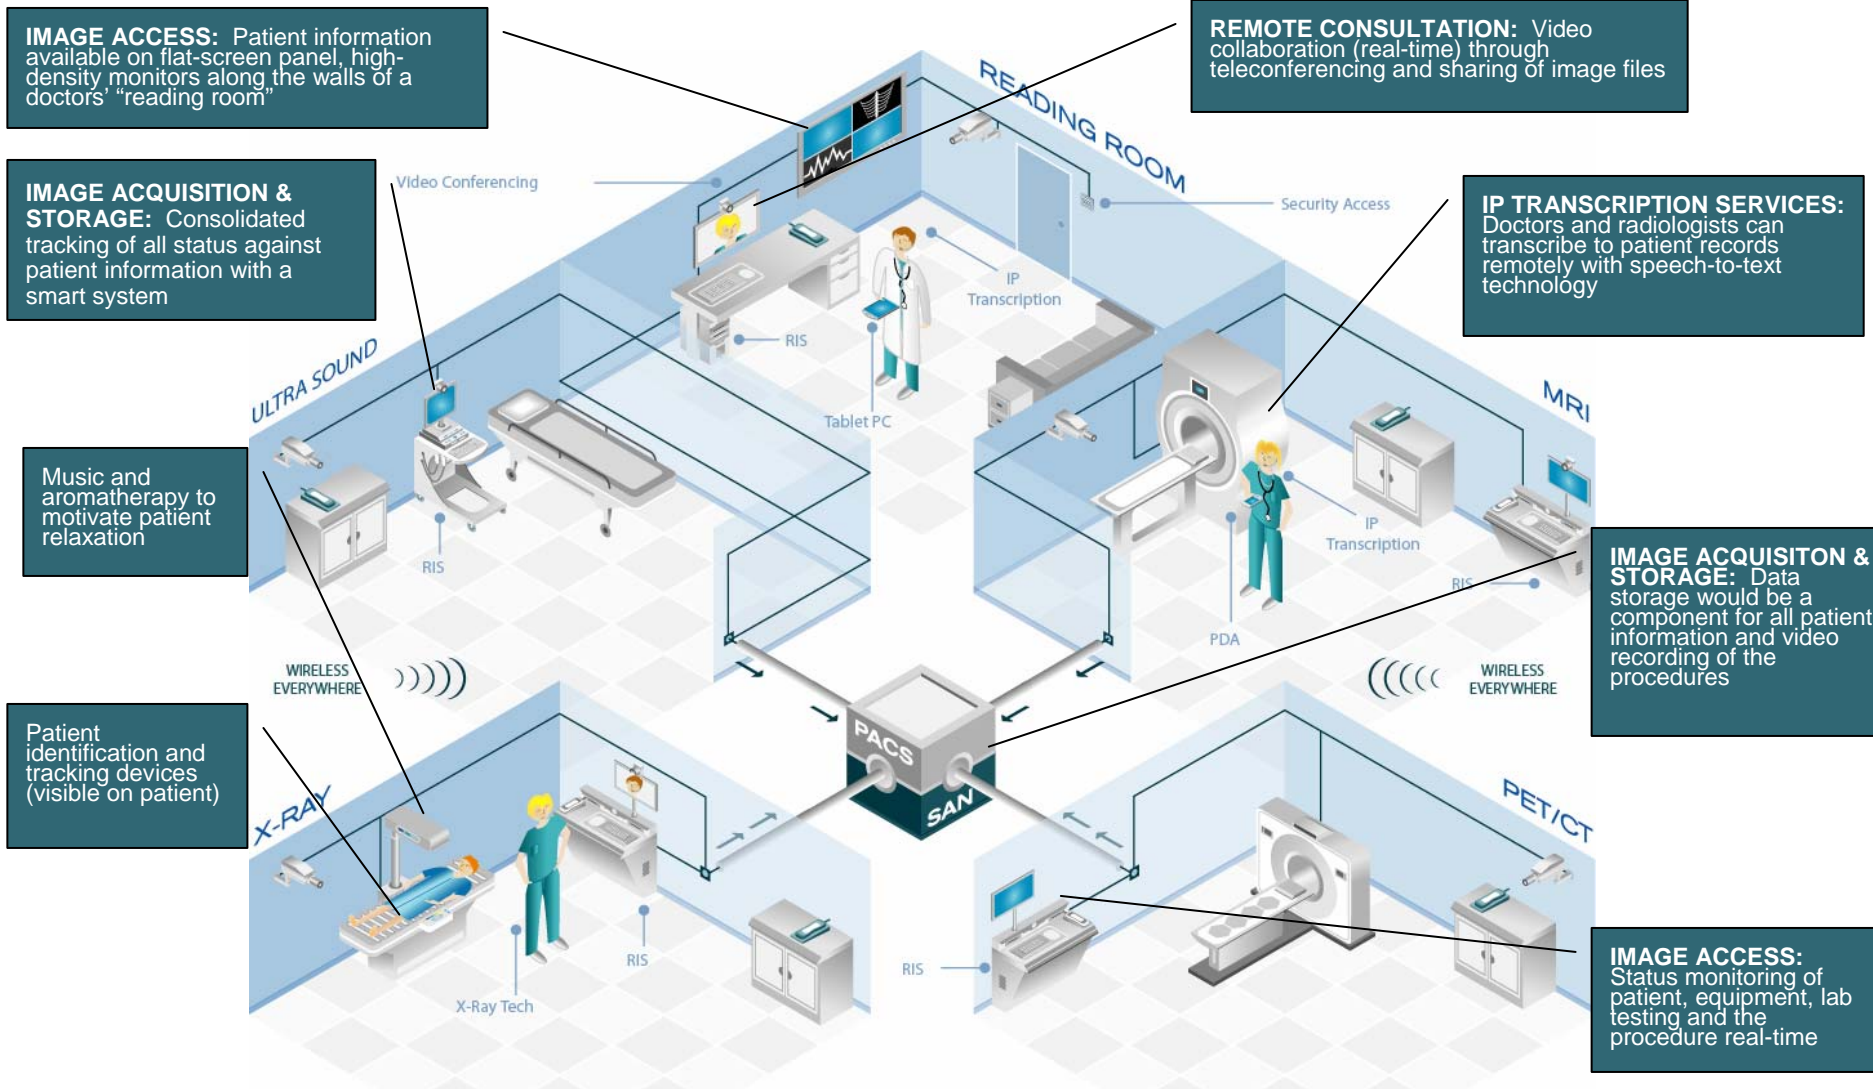 IMAGE ACCESS: Patient information
available on flat-screen panel, high-
density monitors along the walls of a
doctors’ “reading room”
REMOTE CONSULTATION: Video
collaboration (real-time) through
teleconferencing and sharing of image files
READING ROOM
IMAGE ACQUISITION &
STORAGE: Consolidated
tracking of all status against
patient information with a
smart system
Video Conferencing
Security Access
IP TRANSCRIPTION SERVICES:
Doctors and radiologists can
transcribe to patient records
remotely with speech-to-text
technology
IP
Transcription
RIS
Tablet PC
ULTRA SOUND
MRI
Music and
aromatherapy to
motivate patient
relaxation
RIS
IP
Transcription
RIS
PDA
IMAGE ACQUISITON &
STORAGE: Data
storage would be a
component for all patient
information and video
recording of the
procedures
WIRELESS
EVERYWHERE
WIRELESS
EVERYWHERE
PACS
SAN
Patient
identification and
tracking devices
(visible on patient)
X-RAY
PET/CT
RIS
X-Ray Tech
RIS
IMAGE ACCESS:
Status monitoring of
patient, equipment, lab
testing and the
procedure real-time